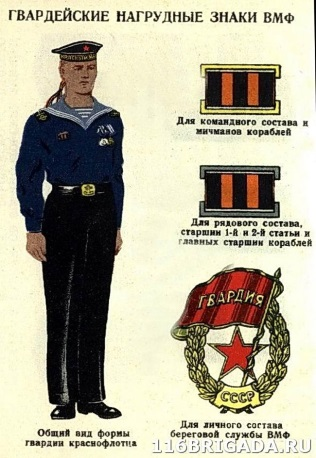 ГВАРДЕЙСКИЕ НАГРУДНЫЕ ЗНАКИ ВМФ
Для командного состава и
мичманов кораблей
Для рядового состава,
старшин 1-й и 2-й статьи и
главных старшин кораблей
ГВАРДИЯ
СССР
Общий вид формы
гвардии краснофлотца
Для личного состава
береговой службы ВМФ
116BRIGADA.RU